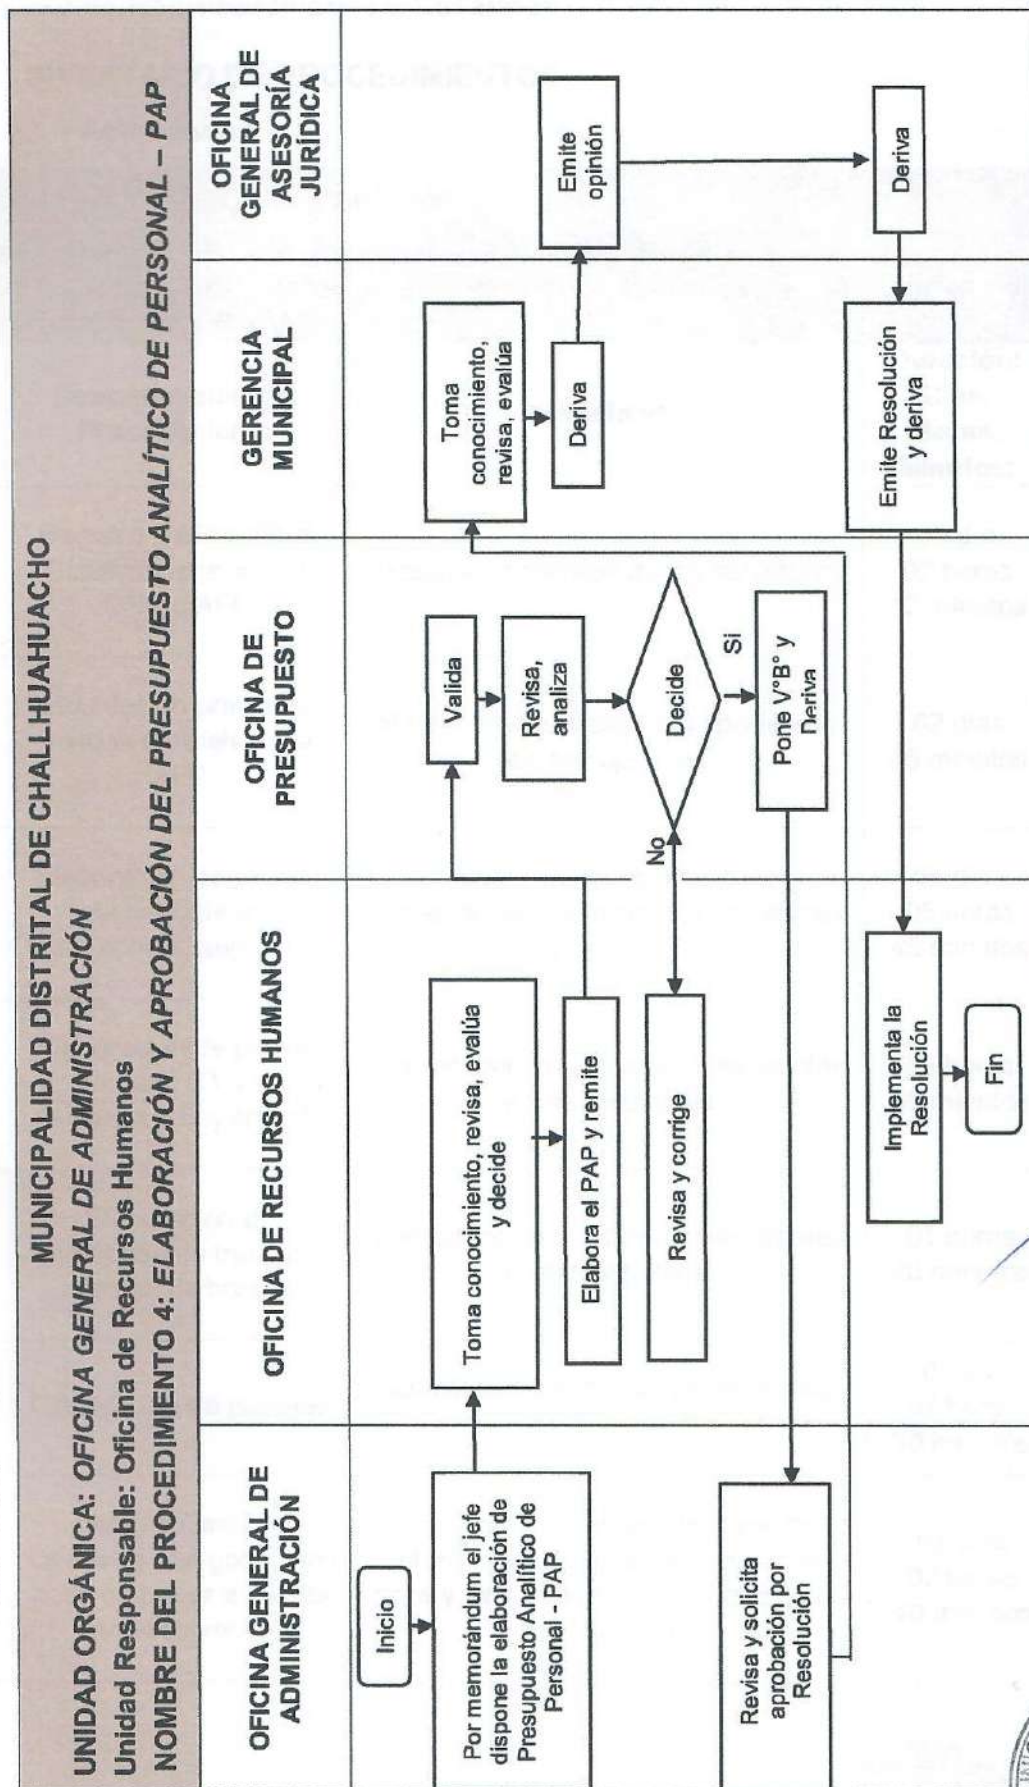 MUNICIPALIDAD DISTRITAL DE CHALLHUAHUACHO
UNIDAD ORGÁNICA: OFICINA GENERAL DE ADMINISTRACIÓN
Unidad Responsable: Oficina de Recursos Humanos
NOMBRE DEL PROCEDIMIENTO 4: ELABORACIÓN Y APROBACIÓN DEL PRESUPUESTO ANALÍTICO DE PERSONAL – PAP
OFICINA GENERAL DE
ADMINISTRACIÓN
OFICINA DE RECURSOS HUMANOS
OFICINA DE
PRESUPUESTO
GERENCIA
MUNICIPAL
OFICINA
GENERAL DE
ASESORÍA
JURÍDICA
Inicio
Por memorándum el jefe
dispone la elaboración de
Presupuesto Analítico de
Personal - PAP
Toma conocimiento, revisa, evalúa
y decide
Elabora el PAP y remite
Valida
Revisa,
analiza
Decide
No
Si
Revisa y corrige
Pone V°B° y
Deriva
Revisa y solicita
aprobación por
Resolución
Toma
conocimiento,
revisa, evalúa
Deriva
Emite
opinión
Deriva
Emite Resolución
y deriva
Implementa la
Resolución
Fin